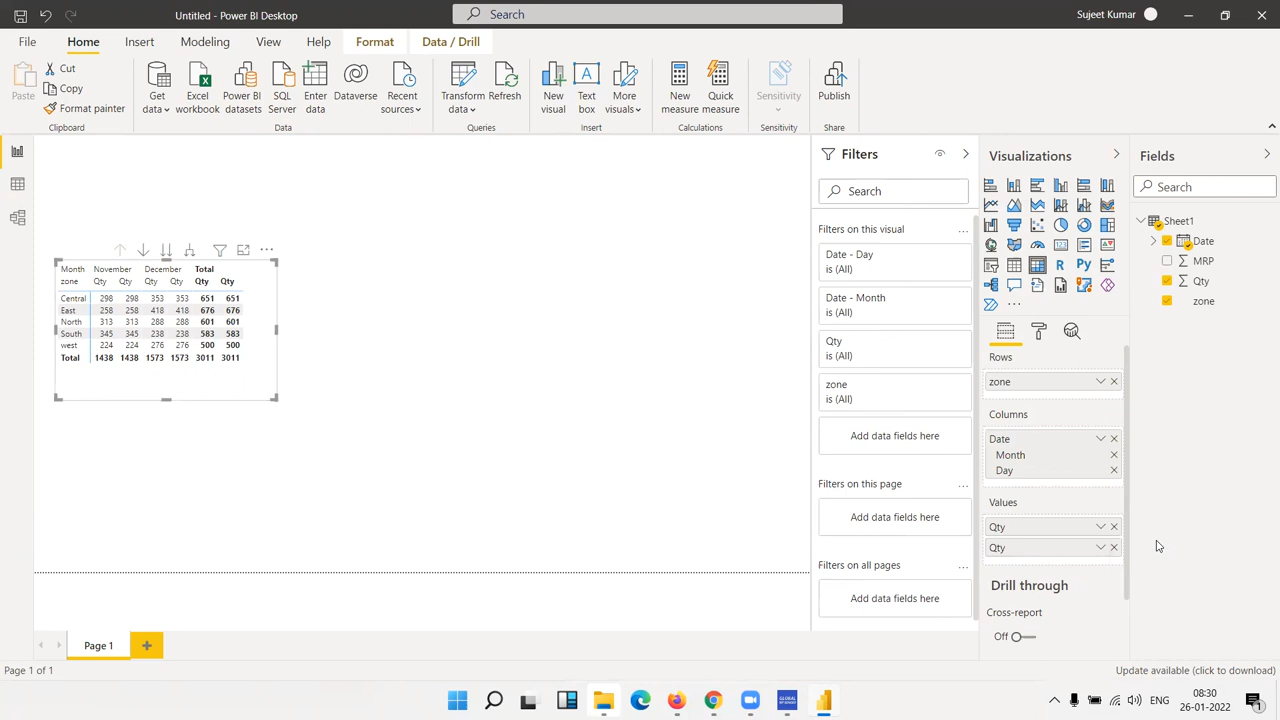 Untitled - Power BI Desktop
Search
Sujeet Kumar
File Home Insert Modeling View Help Format Data / Drill
Paste
Cut
Copy
Format painter
Get data
Excel workbook
Power BI datasets
SQL Server
Enter data
Dataverse
Recent sources
Transform data
Refresh
New visual
Text box
More visuals
New measure
Quick measure
Sensitivity
Publish
Clipboard Data Queries Insert Calculations Sensitivity Share
Month November December Total
zone Qty Qty Qty Qty Qty Qty
Central 298 298 353 353 651 651
East 258 258 418 418 676 676
North 313 313 288 288 601 601
South 345 345 238 238 583 583
west 224 224 276 276 500 500
Total 1438 1438 1573 1573 3011 3011
Filters
Search
Filters on this visual ...
Date - Day
is (All)
Date - Month
is (All)
Qty
is (All)
zone
is (All)
Add data fields here
Filters on this page ...
Add data fields here
Filters on all pages ...
Add data fields here
Visualizations
R Py
Rows
zone
Columns
Date
Month
Day
Values
Qty
Qty
Drill through
Cross-report
Off
Fields
Search
Sheet1
Date
MRP
Qty
zone
Page 1
Page 1 of 1
Update available (click to download)
ENG
08:30
26-01-2022
1